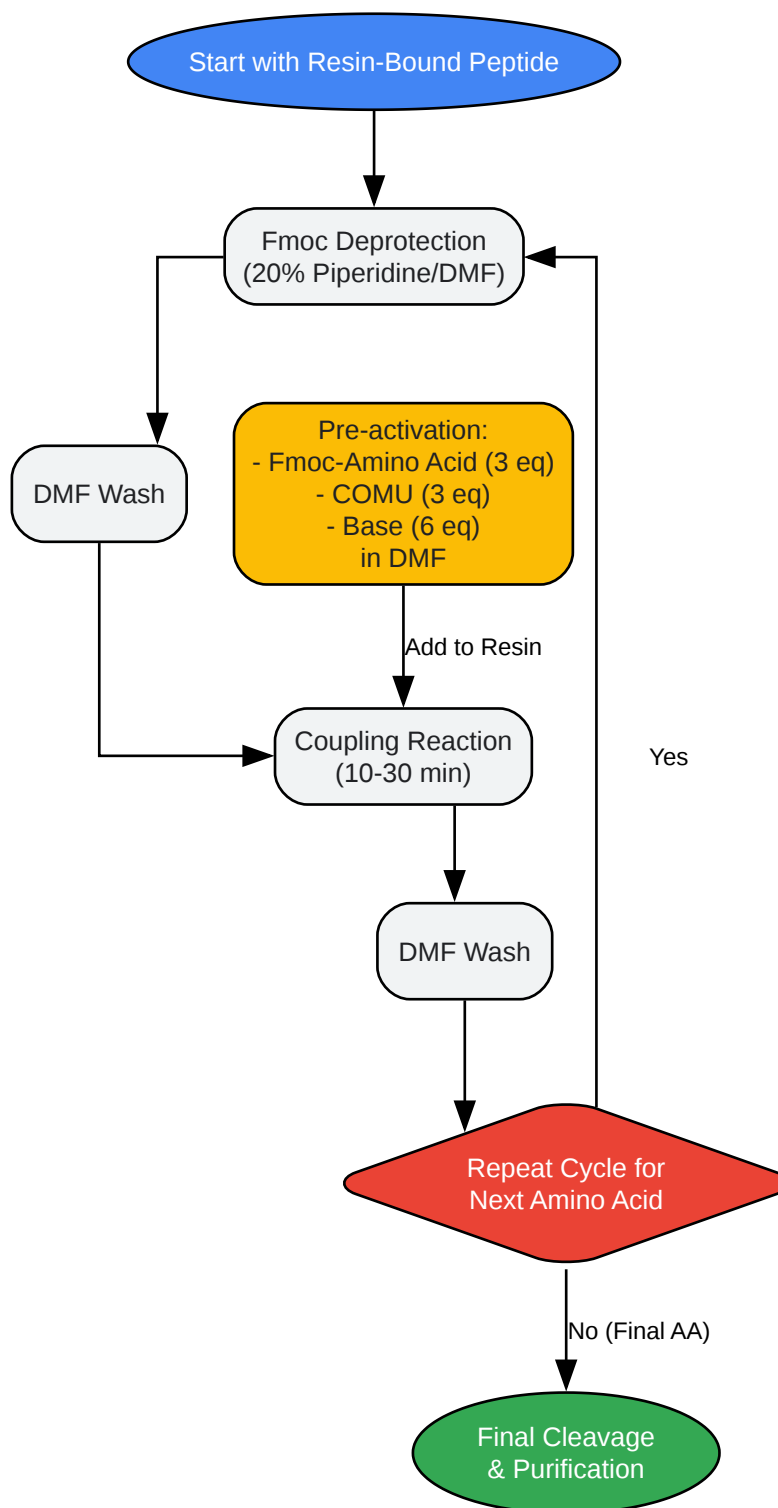 Start with Resin-Bound Peptide
Fmoc Deprotection
(20% Piperidine/DMF)
Pre-activation:
- Fmoc-Amino Acid (3 eq)
- COMU (3 eq)
- Base (6 eq)
in DMF
DMF Wash
Add to Resin
Coupling Reaction
(10-30 min)
Yes
DMF Wash
Repeat Cycle for
Next Amino Acid
No (Final AA)
Final Cleavage
& Purification